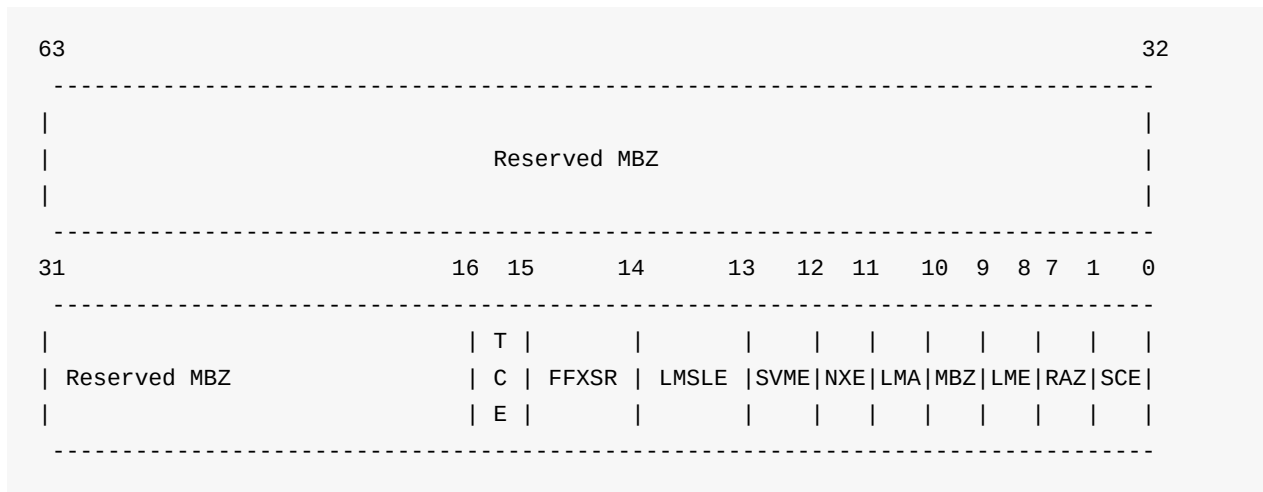 63                                                                             32
 --------------------------------------------------------------------------------
|                                                                               |
|                                Reserved MBZ                                   |
|                                                                               |
 --------------------------------------------------------------------------------
31                            16  15      14      13   12  11   10  9  8 7  1   0
 --------------------------------------------------------------------------------
|                              | T |       |       |    |   |   |   |   |   |   |
| Reserved MBZ                 | C | FFXSR | LMSLE |SVME|NXE|LMA|MBZ|LME|RAZ|SCE|
|                              | E |       |       |    |   |   |   |   |   |   |
 --------------------------------------------------------------------------------